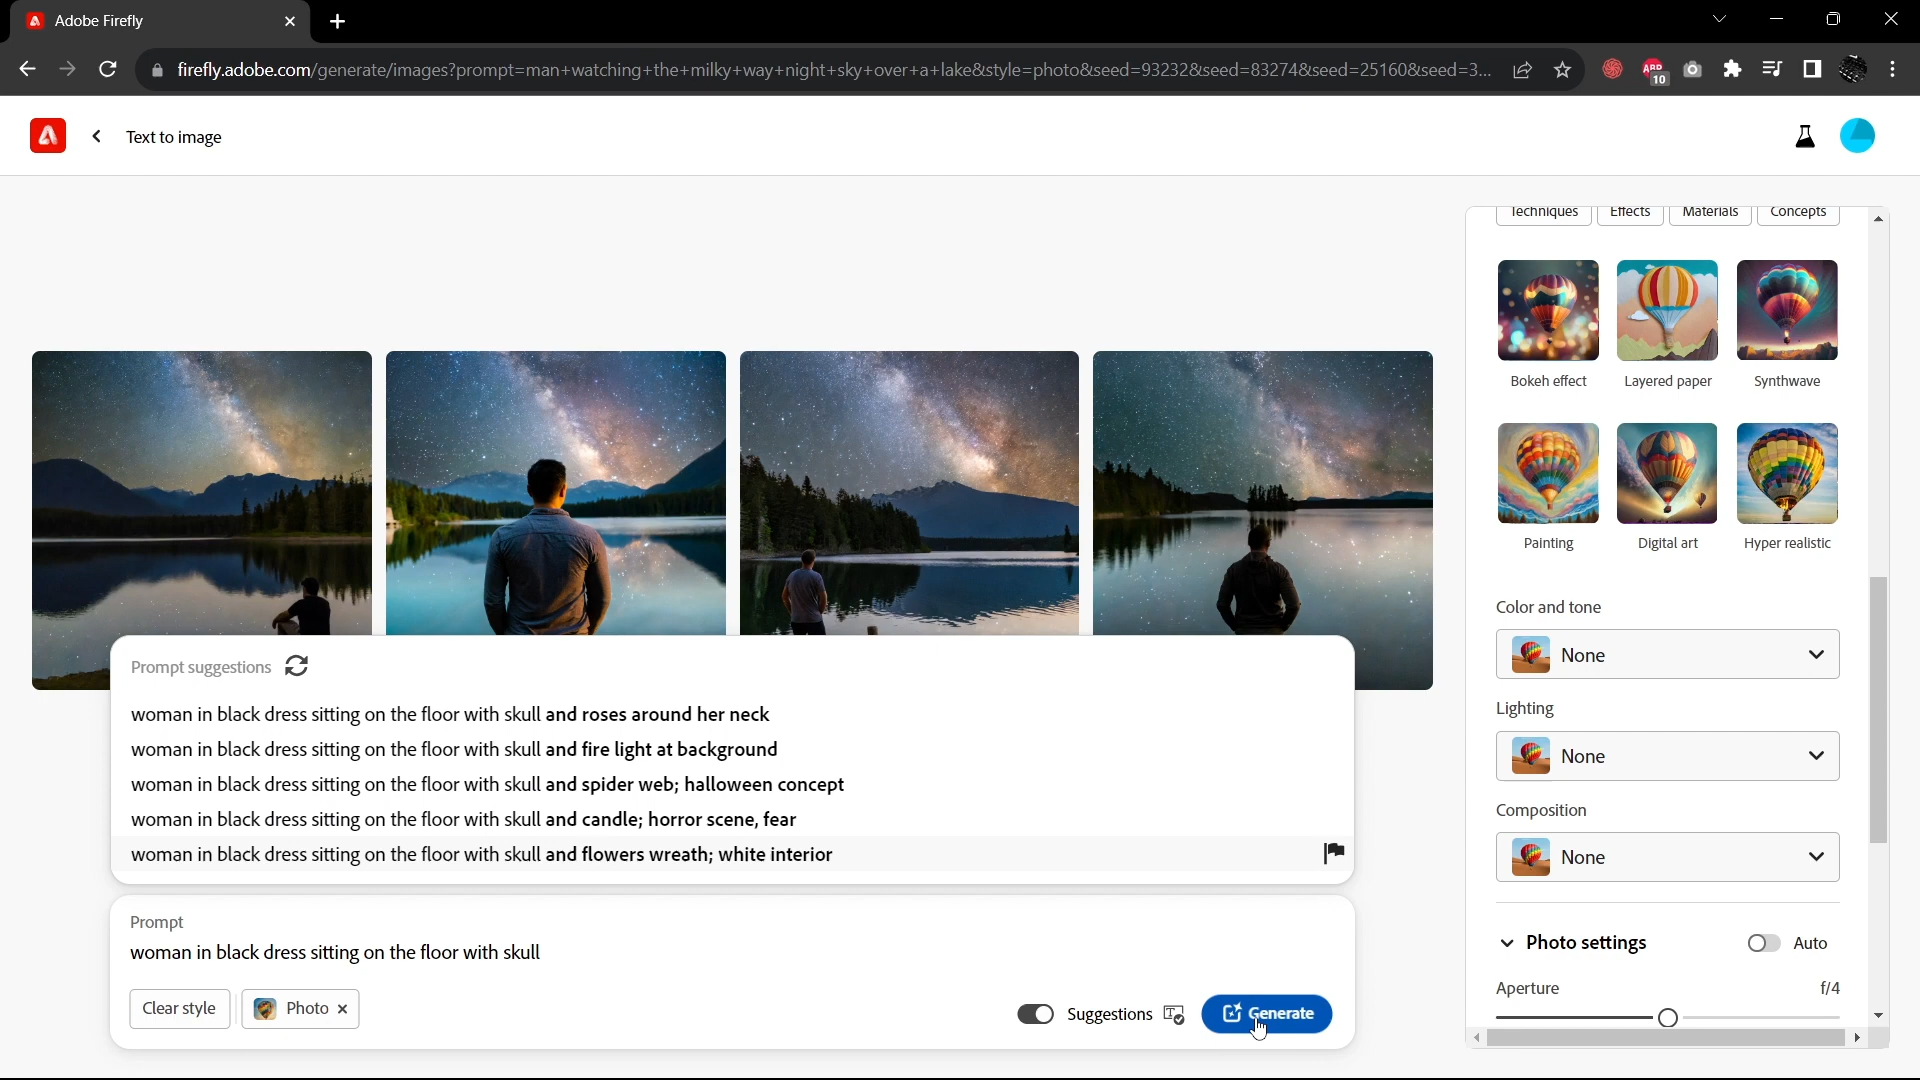 Adobe Firefly
firefly.adobe.com/generate/images?prompt=man+watching+the+milky+way+night+sky+over+a+lake&style=photo&seed=93232&seed=83274&seed=25160&seed=3...
ABP
10
Text to image
Techniques
Effects
Materials
Concepts
Bokeh effect
Layered paper
Synthwave
Painting
Digital art
Hyper realistic
Color and tone
None
Lighting
None
Composition
None
Photo settings
Auto
Aperture
f/4
Prompt suggestions
woman in black dress sitting on the floor with skull and roses around her neck
woman in black dress sitting on the floor with skull and fire light at background
woman in black dress sitting on the floor with skull and spider web; halloween concept
woman in black dress sitting on the floor with skull and candle; horror scene, fear
woman in black dress sitting on the floor with skull and flowers wreath; white interior
Prompt
woman in black dress sitting on the floor with skull
Clear style
Photo
Suggestions
Generate